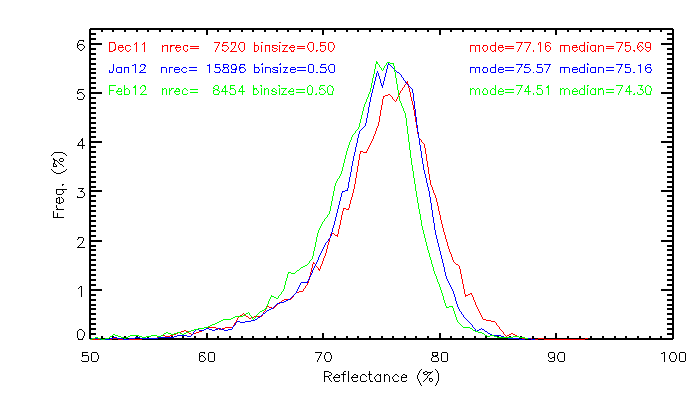 Dec11 nrec= 7520 binsize=0.50 mode=77.16 median=75.69
Jan12 nrec= 15896 binsize=0.50 mode=75.57 median=75.16
Feb12 nrec= 8454 binsize=0.50 mode=74.51 median=74.30
6
5
4
3
2
1
0
Freq. (%)
50 60 70 80 90 100
Reflectance (%)